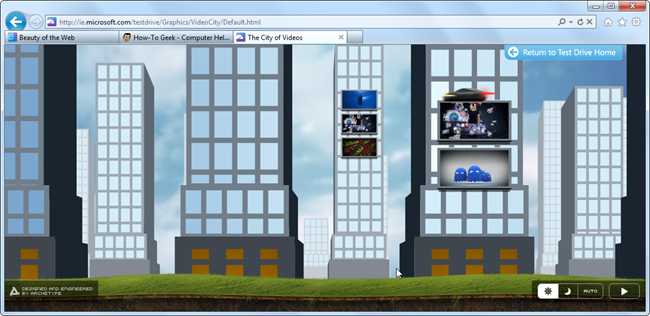 http://ie.microsoft.com/testdrive/Graphics/VideoCity/Default.html
Beauty of the Web
How-To Geek - Computer Hel...
The City of Videos
Return to Test Drive Home
DESIGNED AND ENGINEERED
BY ARCHETYPE
AUTO